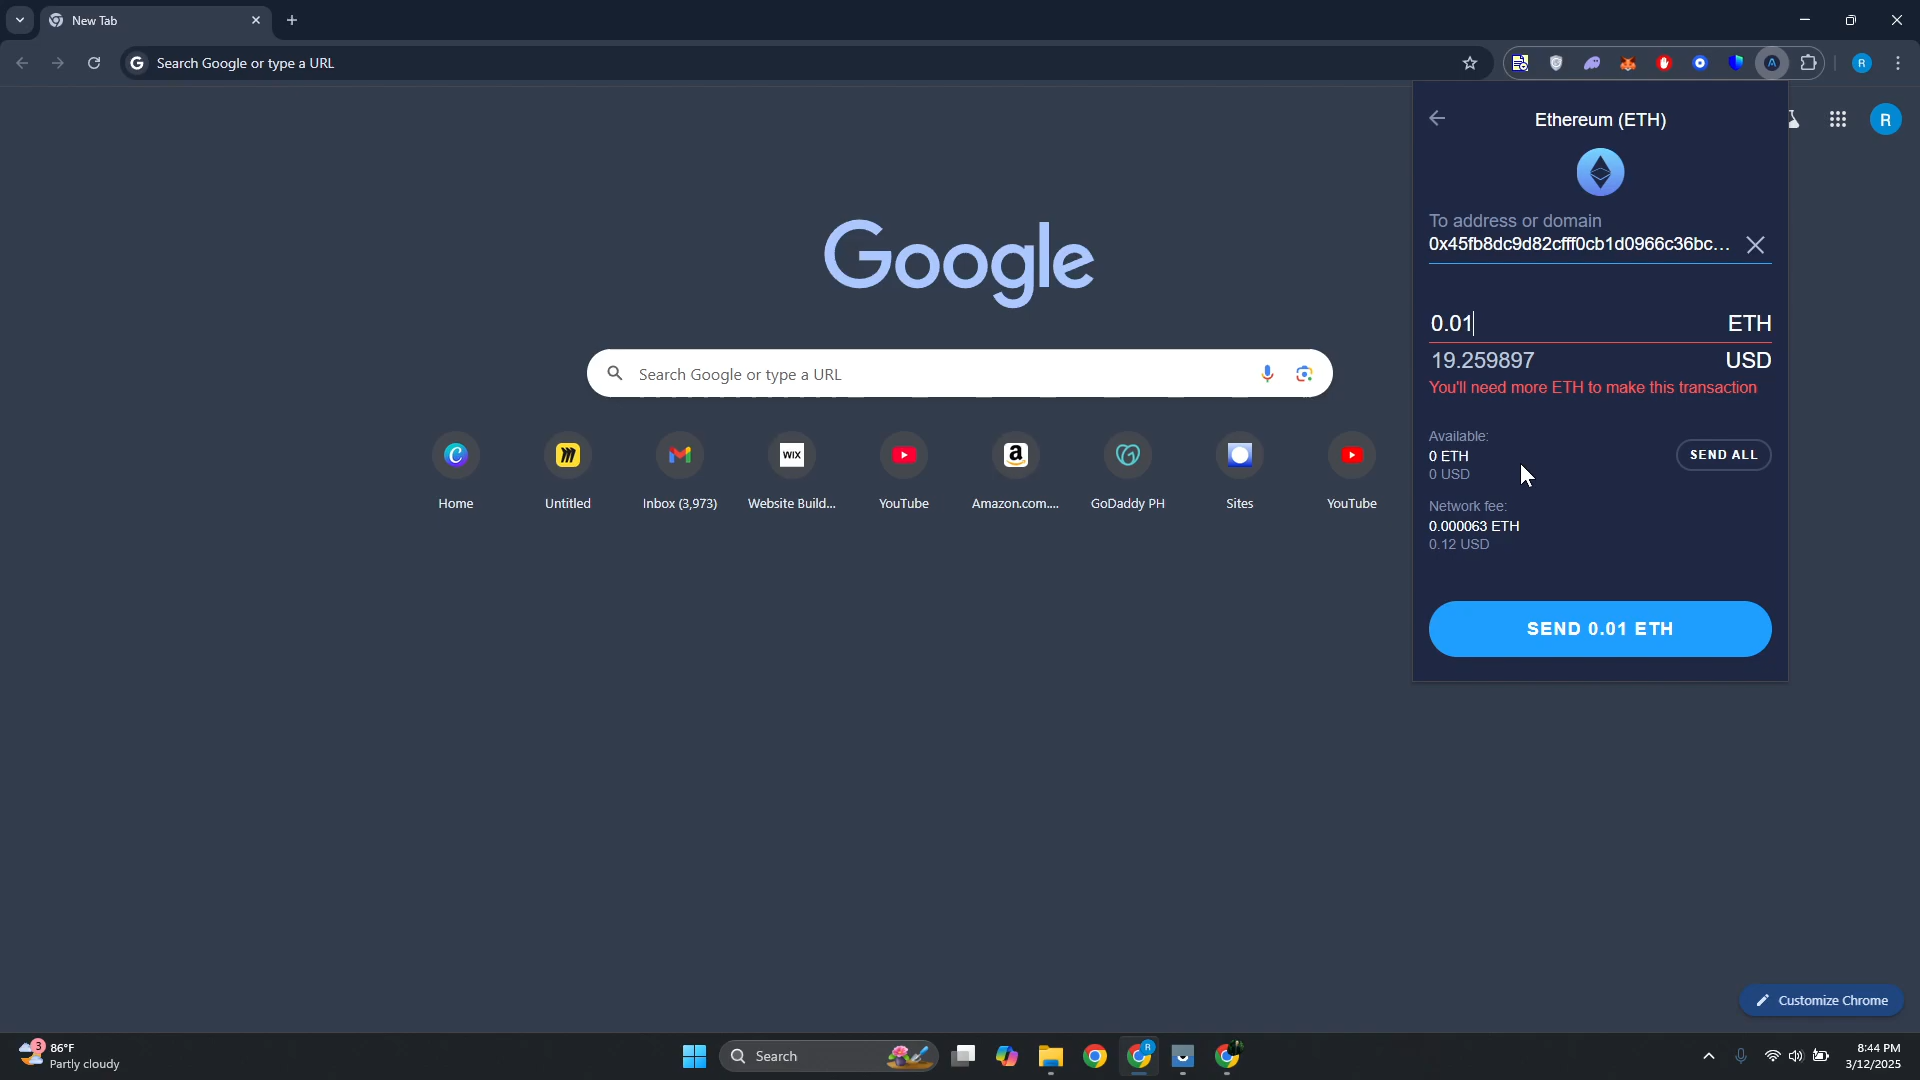 New Tab
Search Google or type a URL
R
R
Ethereum (ETH)
To address or domain
0x45fb8dc9d82cfff0cb1d0966c36bc...
0.01 ETH
19.259897 USD
You'll need more ETH to make this transaction
Available:
0 ETH
0 USD
SEND ALL
Network fee:
0.000063 ETH
0.12 USD
SEND 0.01 ETH
Google
Search Google or type a URL
WIX
Home
Untitled
Inbox (3,973)
Website Build...
YouTube
Amazon.com....
GoDaddy PH
Sites
YouTube
Customize Chrome
3
86°F
Partly cloudy
Search
R
8:44 PM
3/12/2025